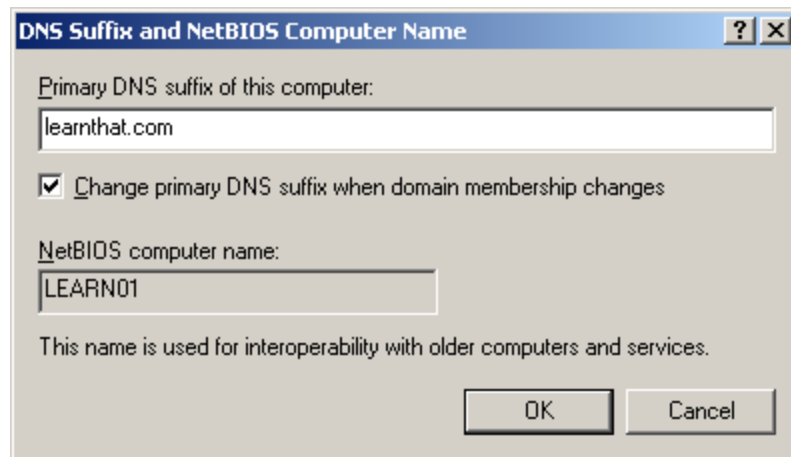 DNS Suffix and NetBIOS Computer Name
Primary DNS suffix of this computer:
learnthat.com
Change primary DNS suffix when domain membership changes
NetBIOS computer name:
LEARN01
This name is used for interoperability with older computers and services.
OK Cancel